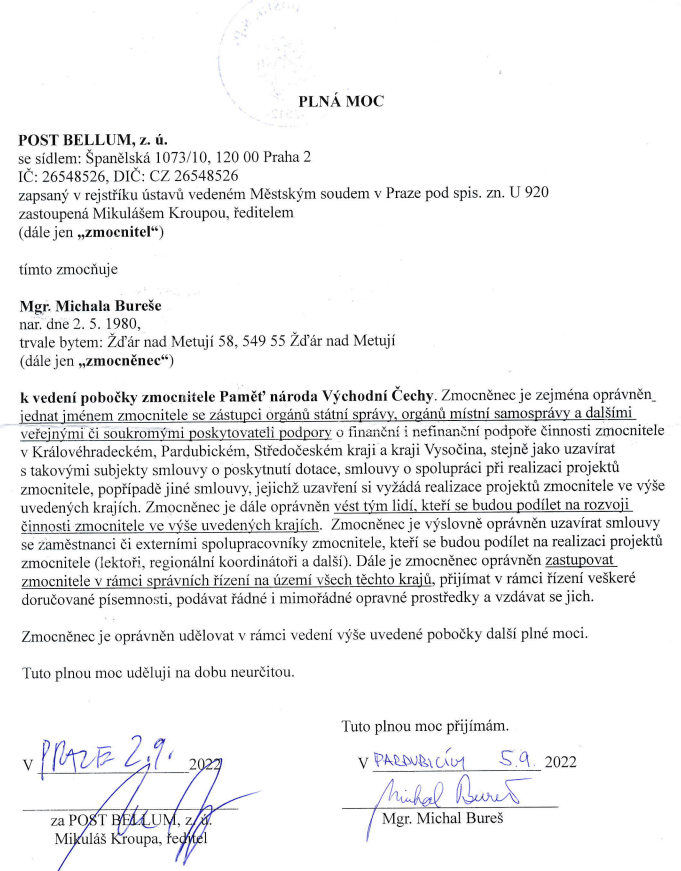 PLNÁ MOC
POST BELLUM, z. ú.
se sídlem: Španělská 1073/10, 120 00 Praha 2
IČ: 26548526, DIČ: CZ 26548526
zapsaný v rejstříku ústavů vedeném Městským soudem v Praze pod spis. zn. U 920
zastoupená Mikulášem Kroupou, ředitelem
(dále jen „zmocnitel“)
tímto zmocňuje
Mgr. Michala Bureše
nar. dne 2. 5. 1980,
trvale bytem: Žďár nad Metují 58, 549 55 Žďár nad Metují
(dále jen „zmocněnec“)
k vedení pobočky zmocnitele Paměť národa Východní Čechy. Zmocněnec je zejména oprávněn
jednat jménem zmocnitele se zástupci orgánů státní správy, orgánů místní samosprávy a dalšími
veřejnými či soukromými poskytovateli podpory o finanční i nefinanční podpoře činnosti zmocnitele
v Královéhradeckém, Pardubickém, Středočeském kraji a kraji Vysočina, stejně jako uzavírat
s takovými subjekty smlouvy o poskytnutí dotace, smlouvy o spolupráci při realizaci projektů
zmocnitele, popřípadě jiné smlouvy, jejichž uzavření si vyžádá realizace projektů zmocnitele ve výše
uvedených krajích. Zmocněnec je dále oprávněn vést tým lidí, kteří se budou podílet na rozvoji
činnosti zmocnitele ve výše uvedených krajích. Zmocněnec je výslovně oprávněn uzavírat smlouvy
se zaměstnanci či externími spolupracovníky zmocnitele, kteří se budou podílet na realizaci projektů
zmocnitele (lektoři, regionální koordinátoři a další). Dále je zmocněnec oprávněn zastupovat
zmocnitele v rámci správních řízení na území všech těchto krajů, přijímat v rámci řízení veškeré
doručované písemnosti, podávat řádné i mimořádné opravné prostředky a vzdávat se jich.
Zmocněnec je oprávněn udělovat v rámci vedení výše uvedené pobočky další plné moci.
Tuto plnou moc uděluji na dobu neurčitou.
Tuto plnou moc přijímám.
V PRAZE 2.9. 2022
V PARDUBICÍCH 5.9. 2022
Michal Bureš
za POST BELLUM, z. ú.
Mikuláš Kroupa, ředitel
Mgr. Michal Bureš